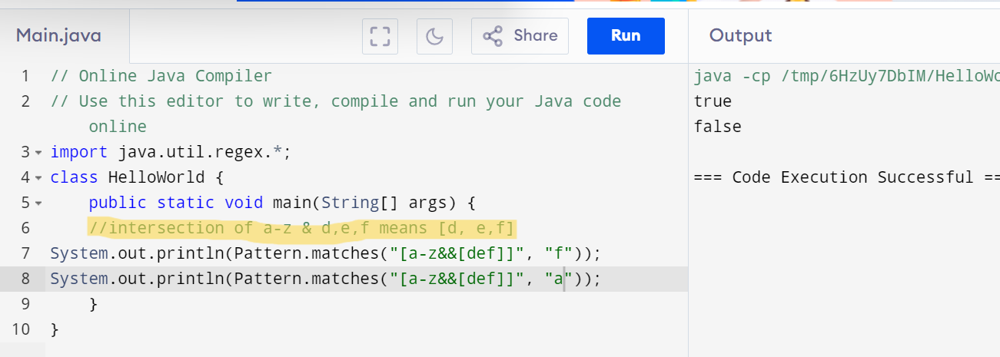 Main.java
Share
Run
Output
1 // Online Java Compiler
2 // Use this editor to write, compile and run your Java code
online
3 import java.util.regex.*;
4 class HelloWorld {
5 public static void main(String[] args) {
6 //intersection of a-z & d,e,f means [d, e,f]
7 System.out.println(Pattern.matches("[a-z&&[def]]", "f"));
8 System.out.println(Pattern.matches("[a-z&&[def]]", "a"));
9 }
10 }
java -cp /tmp/6HzUy7DbIM/HelloWo
true
false
=== Code Execution Successful ==